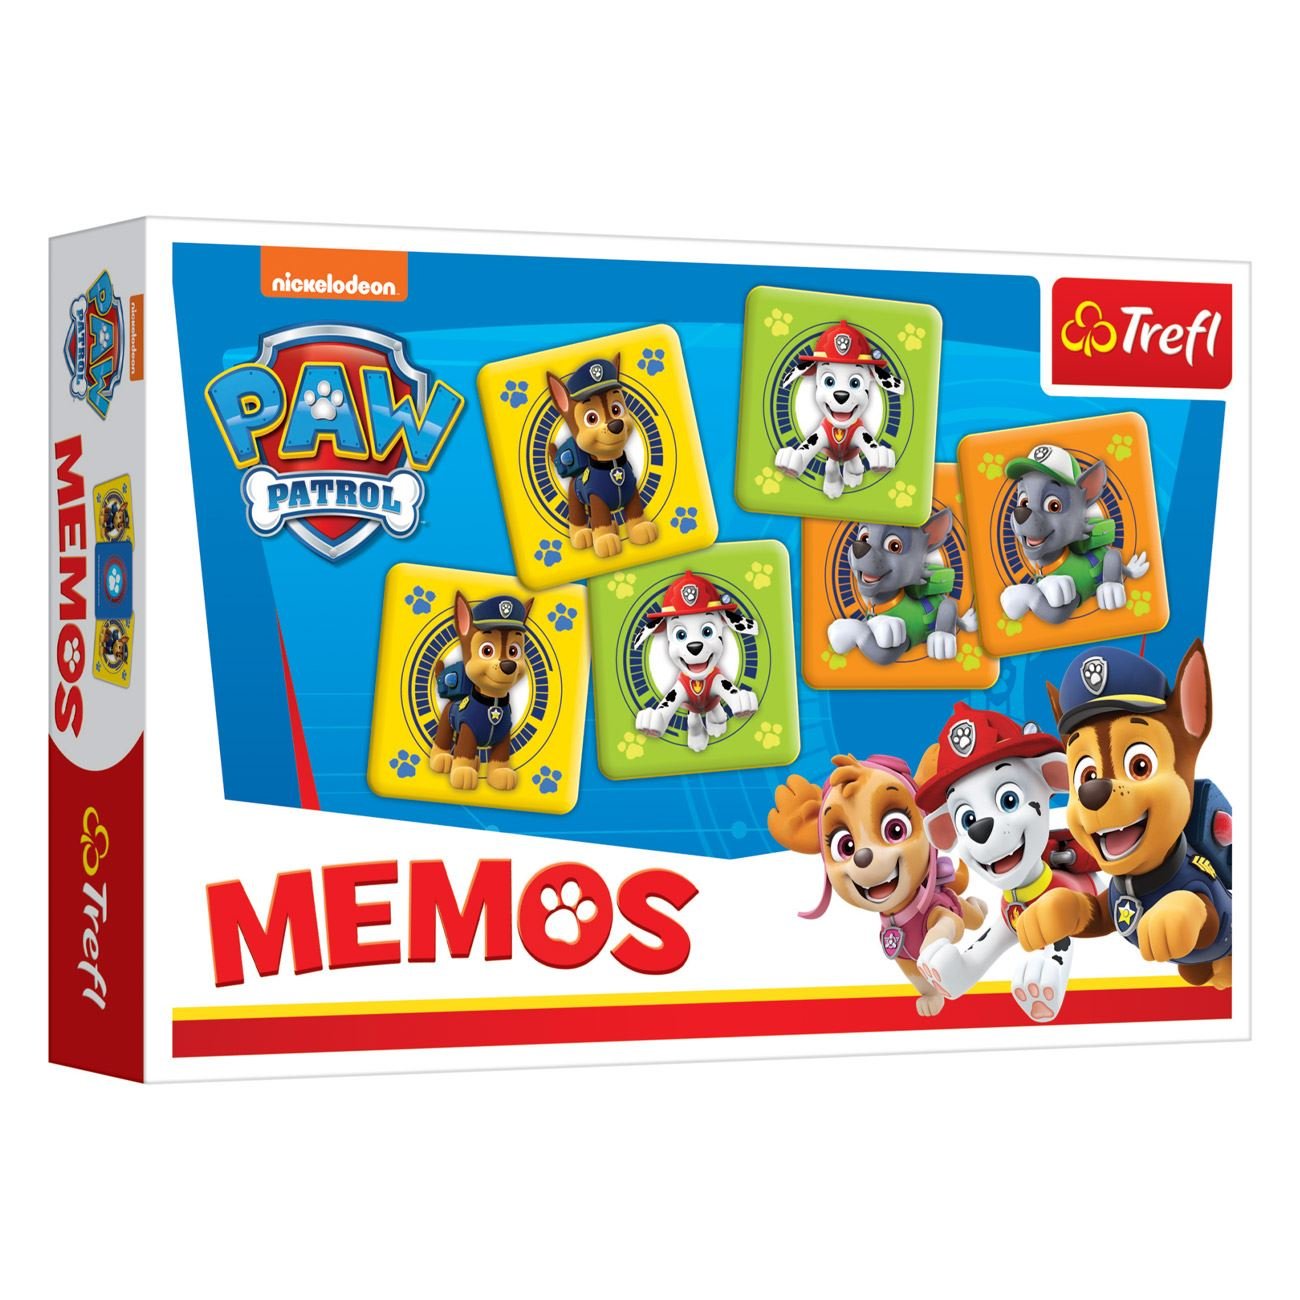 nickelodeon
PAW
PATROL
Trefl
MEMOS
PAW
PATROL
nickelodeon
MEMOS
Trefl